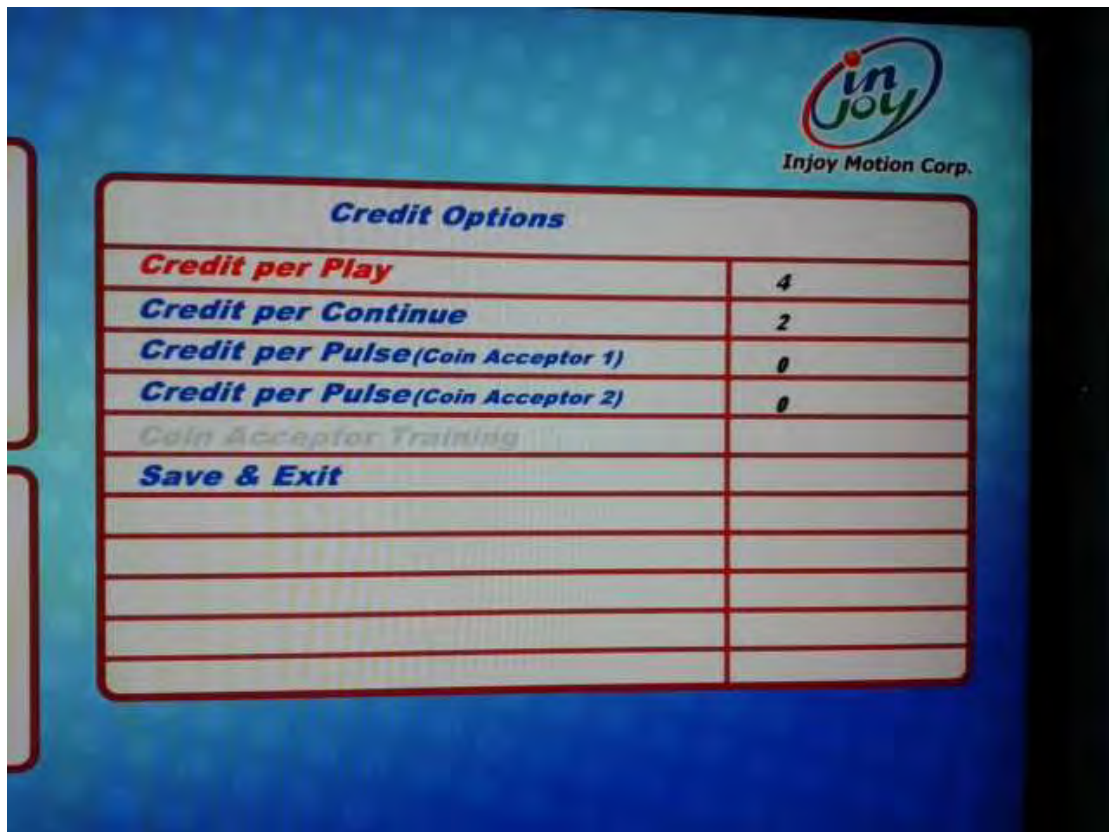 in
joy
Injoy Motion Corp.
Credit Options
Credit per Play 4
Credit per Continue 2
Credit per Pulse(Coin Acceptor 1) 0
Credit per Pulse(Coin Acceptor 2) 0
Coin Acceptor Training
Save & Exit